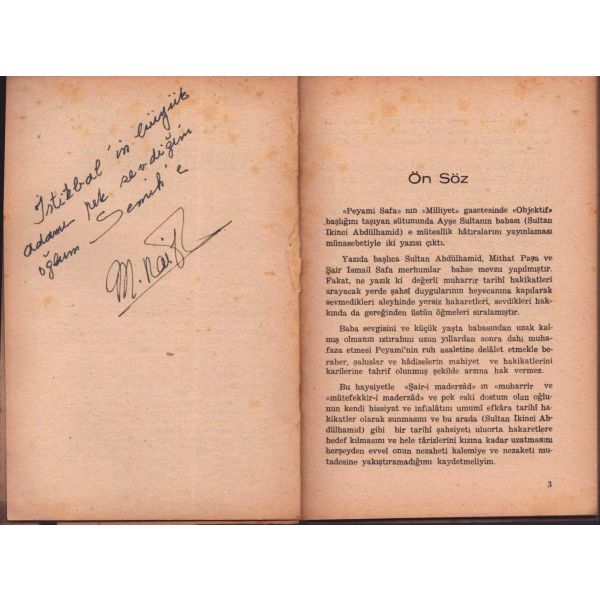 İstikbal'in büyük
adamı pek sevdiğim
oğlum Semih'e
M. Raif
Ön Söz
«Peyami Safa» nın «Milliyet» gazetesinde «Objektif»
başlığını taşıyan sütununda Ayşe Sultanın babası (Sultan
İkinci Abdülhamid) e müteallik hâtıralarını yayınlaması
münasebetiyle iki yazısı çıktı.
Yazıda başlıca Sultan Abdülhamid, Mithat Paşa ve
Şair İsmail Safa merhumlar bahse mevzu yapılmıştır.
Fakat, ne yazık ki değerli muharrir tarihî hakikatleri
arayacak yerde şahsî duygularının heyecanına kapılarak
sevmedikleri aleyhinde yersiz hakaretleri, sevdikleri hak-
kında da gereğinden üstün öğmeleri sıralamıştır.
Baba sevgisini ve küçük yaşta babasından uzak kal-
mış olmanın ıztırabını uzun yıllardan sonra dahi muha-
faza etmesi Peyami'nin ruh asaletine delâlet etmekle be-
raber, şahıslar ve hâdiselerin mahiyet ve hakikatlerini
karilerine tahrif olunmuş şekilde arzına hak vermez.
Bu haysiyetle «Şair-i maderzâd» ın «muharrir ve
«mütefekkir-i maderzâd» ve pek eski dostum olan oğlu-
nun kendi hissiyat ve infialâtını umumî efkâra tarihî ha-
kikatler olarak sunmasını ve bu arada (Sultan İkinci Ab-
dülhamid) gibi bir tarihî şahsiyeti uluorta hakaretlere
hedef kılmasını ve hele târizlerini kızına kadar uzatmasını
herşeyden evvel onun nezaheti kalemiye ve nezaketi mu-
tadesine yakıştıramadığımı kaydetmeliyim.
3